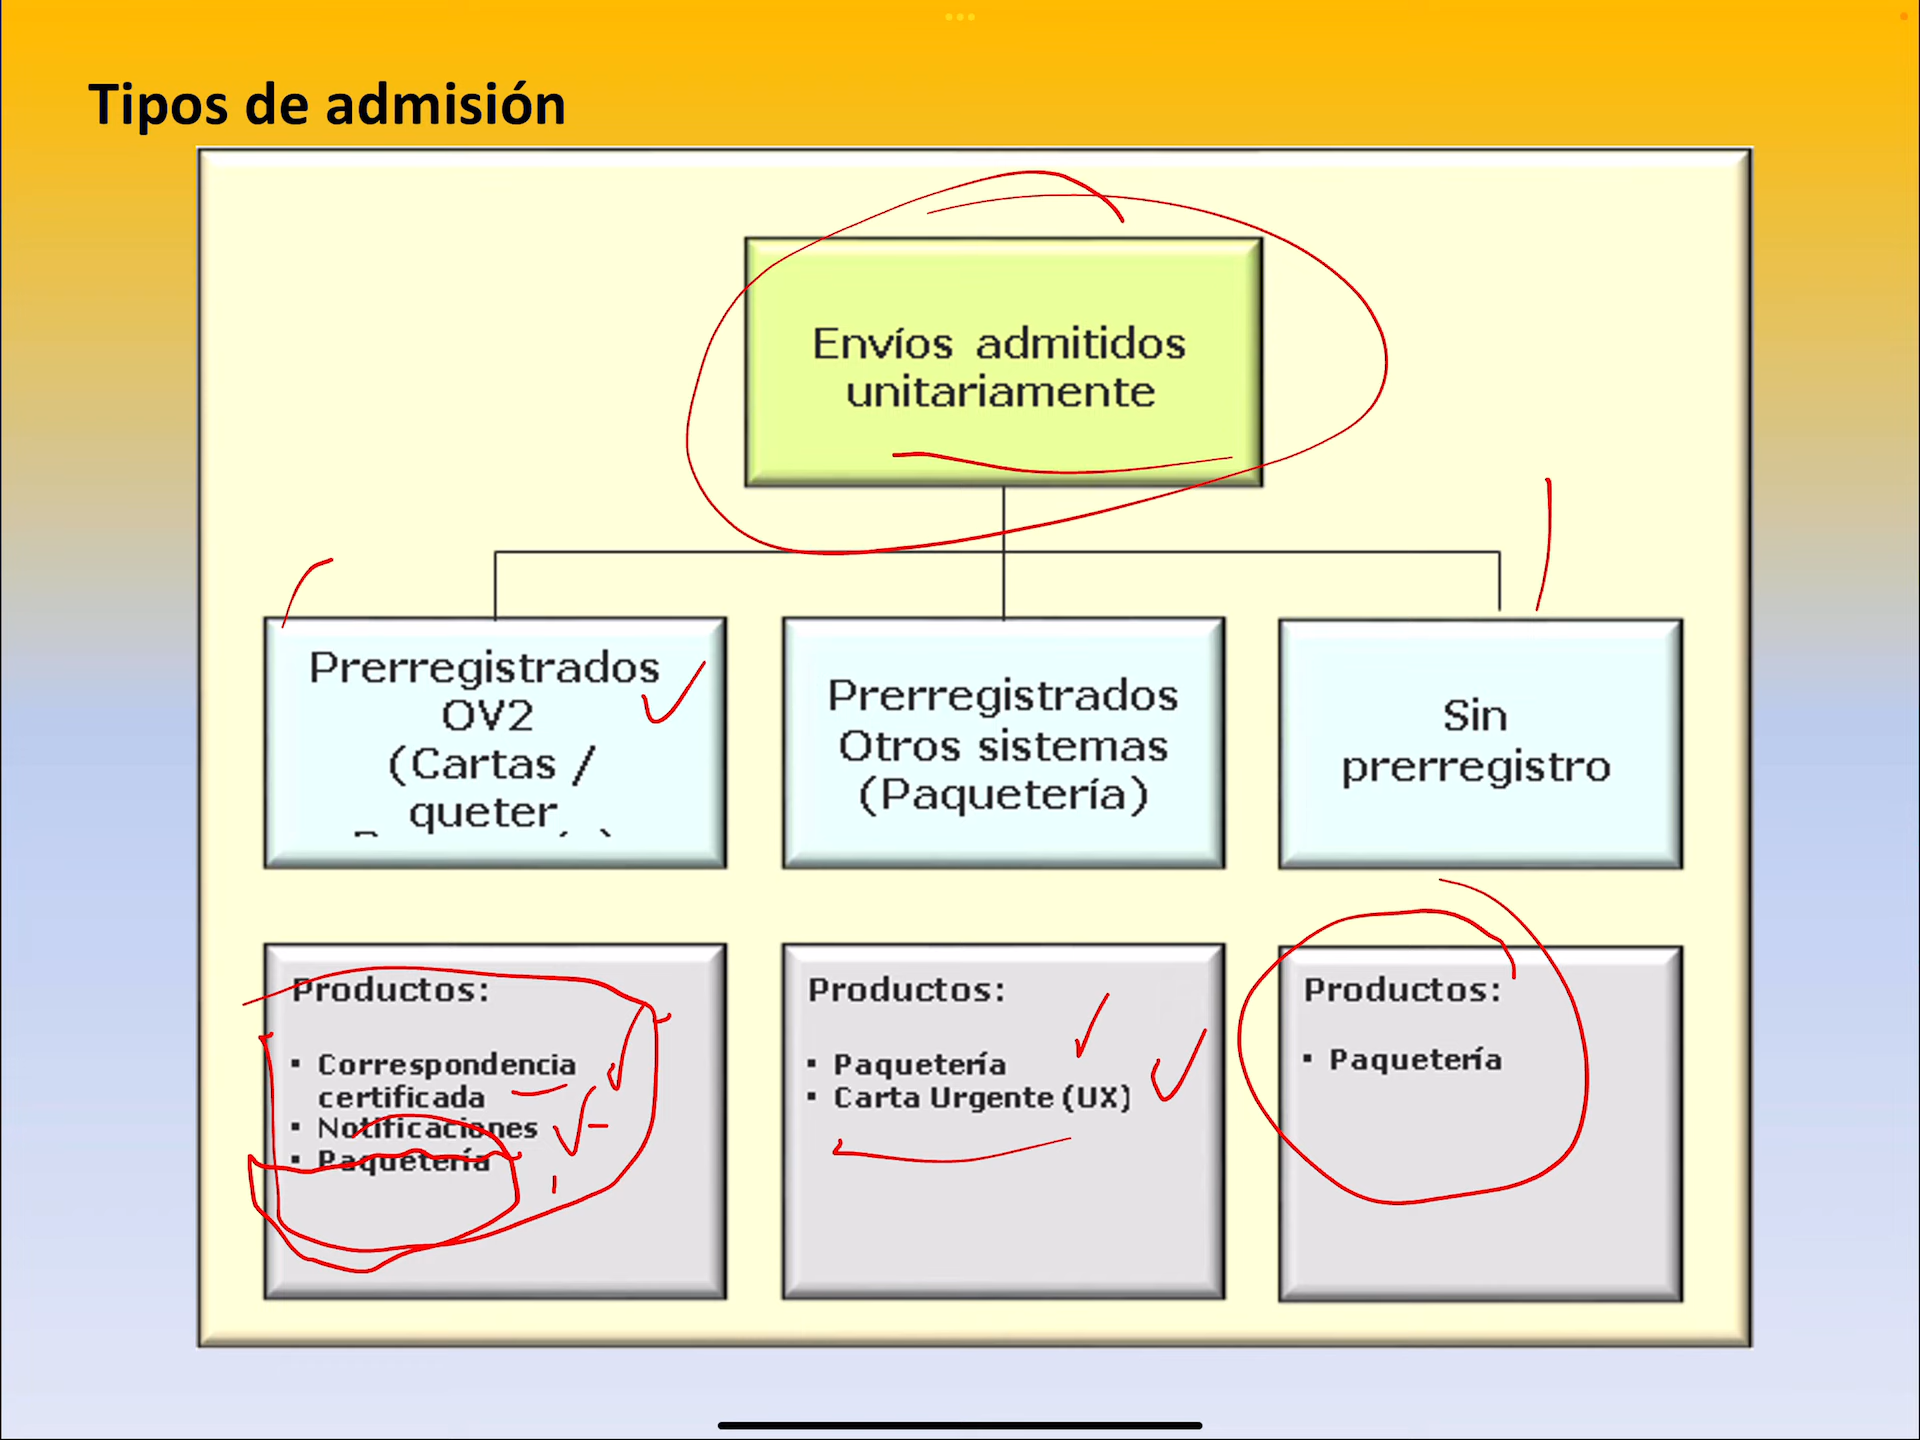 Tipos de admisión
Envíos admitidos
unitariamente
Prerregistrados
OV2
(Cartas /
queter
Prerregistrados
Otros sistemas
(Paquetería)
Sin
prerregistro
Productos:
▪ Correspondencia
certificada
▪ Notificaciones
▪ Paquetería
Productos:
▪ Paquetería
▪ Carta Urgente (UX)
Productos:
▪ Paquetería